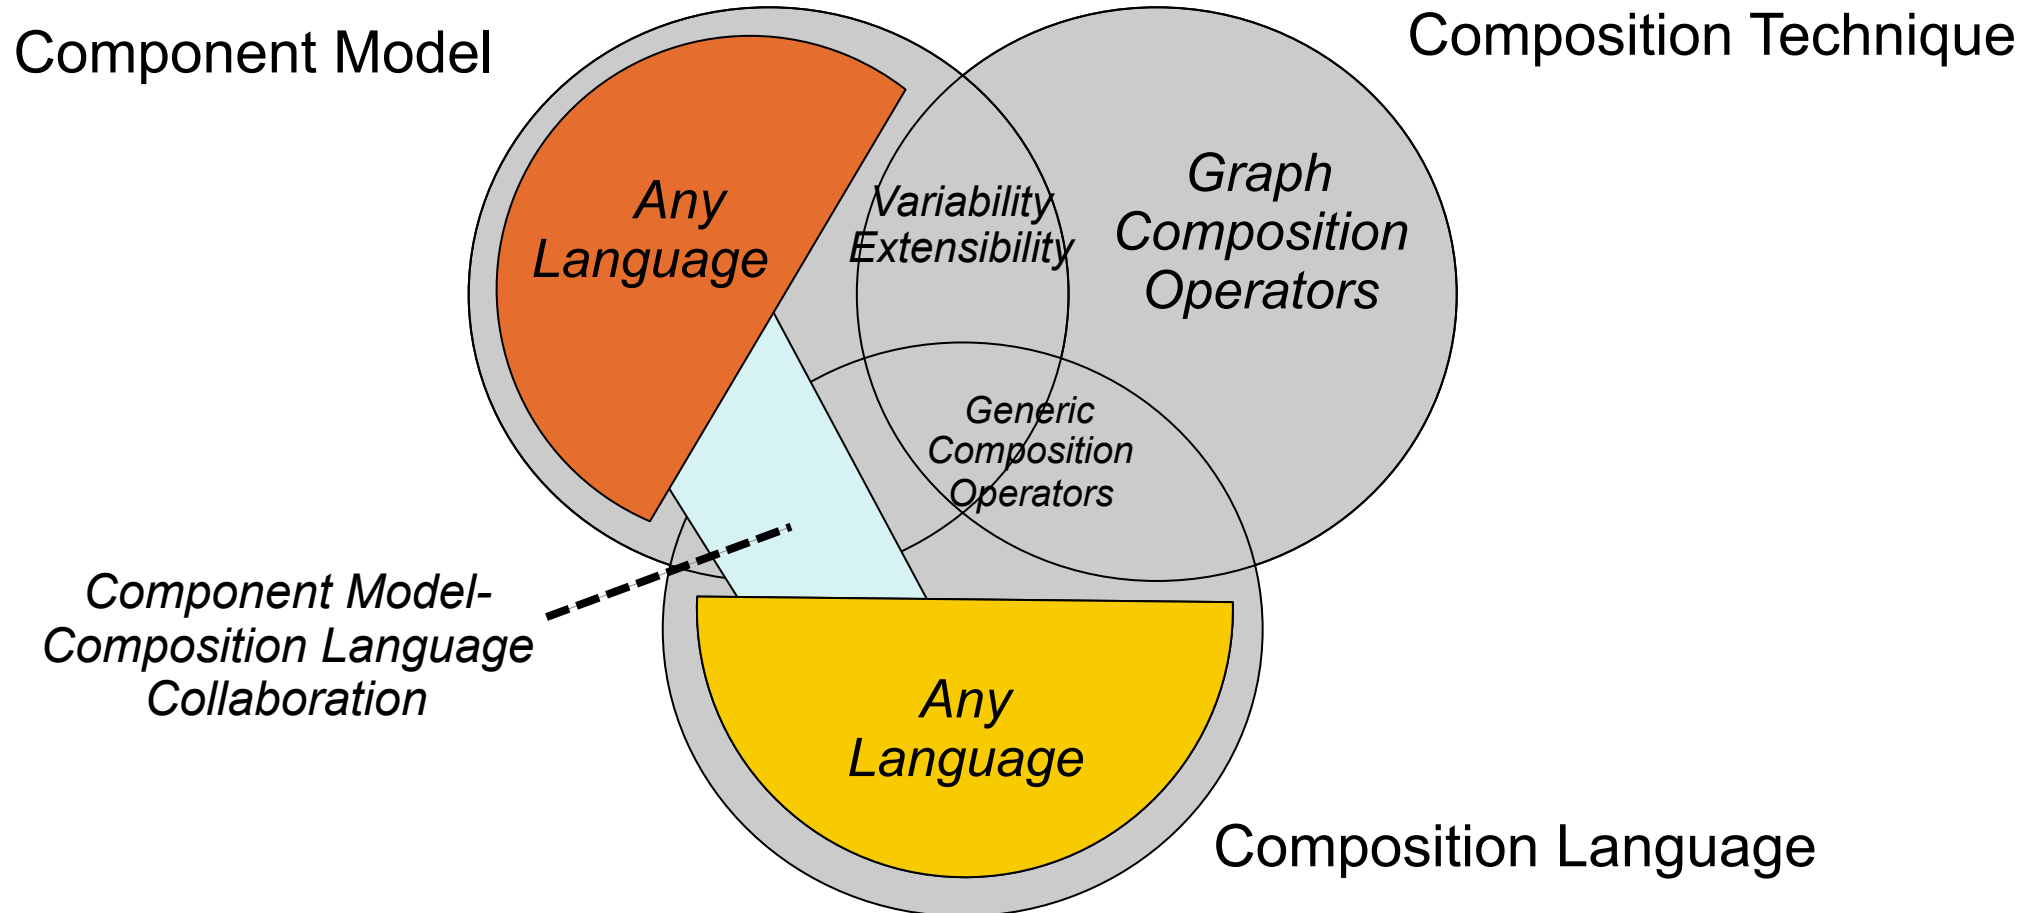 Component Model
Composition Technique
Any
Language
Variability
Extensibility
Graph
Composition
Operators
Generic
Composition
Operators
Component Model-
Composition Language
Collaboration
Any
Language
Composition Language